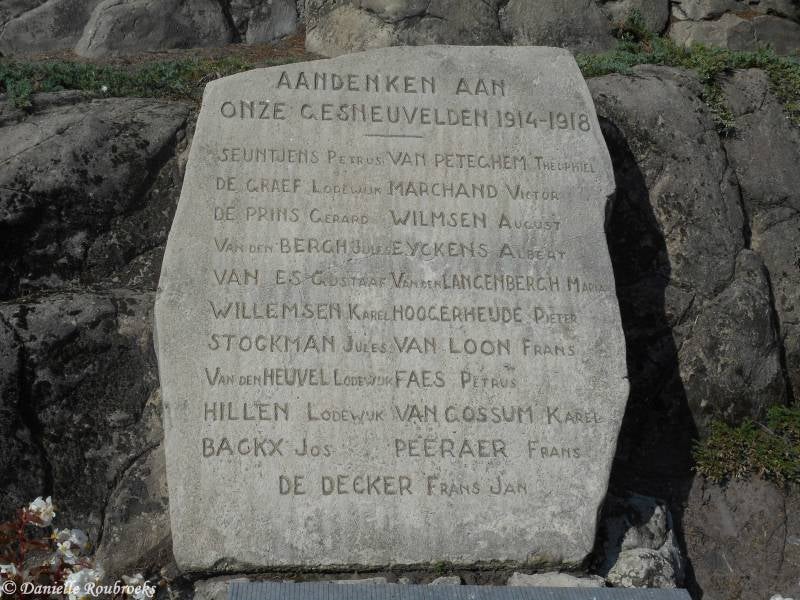 AANDENKEN AAN
ONZE GESNEUVELDEN 1914-1918
SEUNTJENS PETRUS VAN PETEGHEM THEOPHIEL
DE GRAEF LODEWIJK MARCHAND VICTOR
DE PRINS GERARD WILMSEN AUGUST
VAN DEN BERGH JULES EYCKENS ALBERT
VAN ES GUSTAAF VAN DEN LANGENBERGH MARIA
WILLEMSEN KAREL HOOGERHEUDE PIETER
STOCKMAN JULES VAN LOON FRANS
VAN DEN HEUVEL LODEWIJK FAES PETRUS
HILLEN LODEWIJK VAN GOSSUM KAREL
BACKX JOS PEERAER FRANS
DE DECKER FRANS JAN
© Danielle Roubroeks